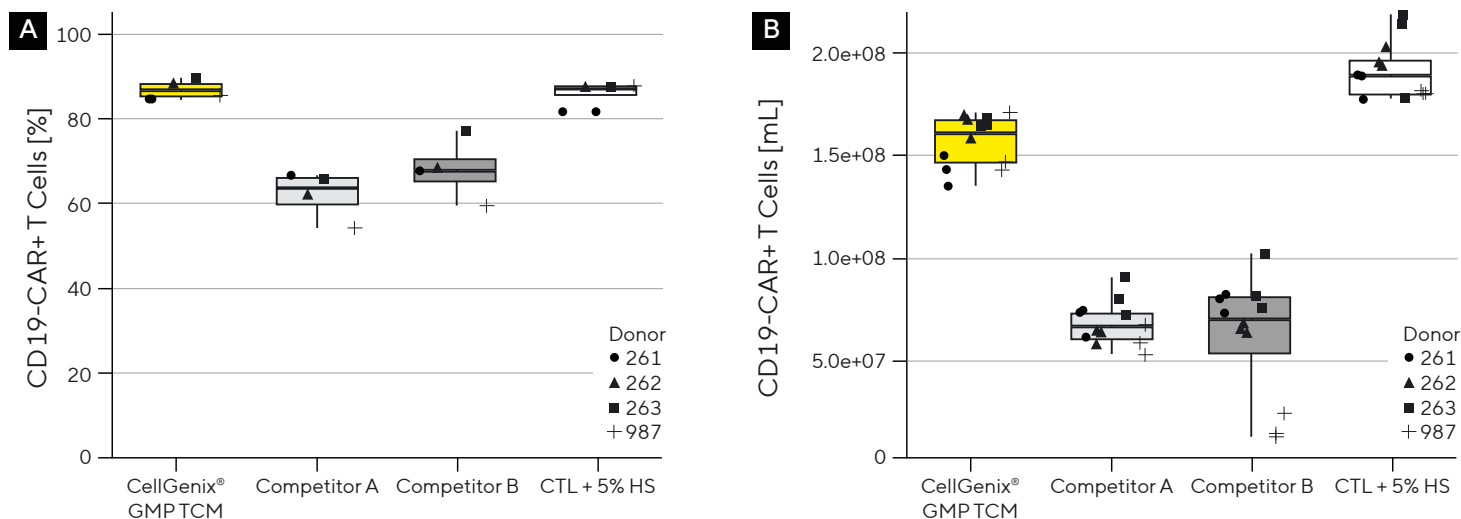 A
CD19-CAR+ T Cells [%]
100
80
60
40
20
0
CellGenix®
GMP TCM
Competitor A
Competitor B
CTL + 5% HS
Donor
261
262
263
987
B
CD19-CAR+ T Cells [mL]
2.0e+08
1.5e+08
1.0e+08
5.0e+07
0
CellGenix®
GMP TCM
Competitor A
Competitor B
CTL + 5% HS
Donor
261
262
263
987